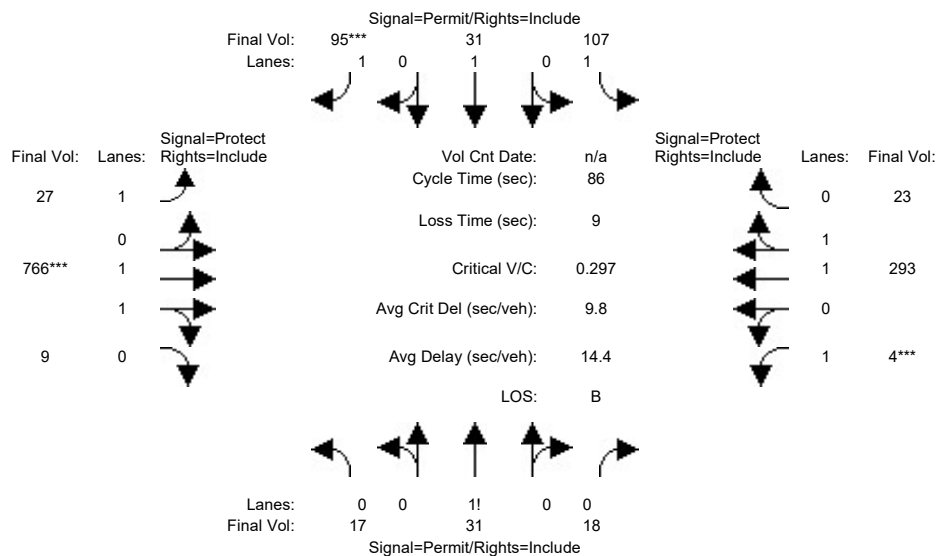 Signal=Permit/Rights=Include
Final Vol: 95*** 31 107
Lanes: 1 0 1 0 1
Signal=Protect Signal=Protect
Final Vol: Lanes: Rights=Include Vol Cnt Date: n/a Rights=Include Lanes: Final Vol:
Cycle Time (sec): 86
27 1 0 23
Loss Time (sec): 9
0 1
766*** 1 Critical V/C: 0.297 1 293
1 Avg Crit Del (sec/veh): 9.8 0
9 0 Avg Delay (sec/veh): 14.4 1 4***
LOS: B
Lanes: 0 0 1! 0 0
Final Vol: 17 31 18
Signal=Permit/Rights=Include